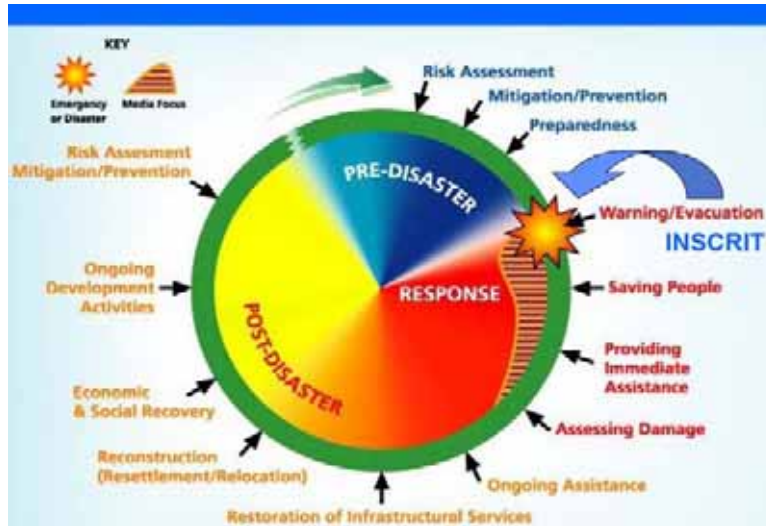 KEY
Emergency
or Disaster
Media Focus
Risk Assessment
Mitigation/Prevention
Preparedness
Warning/Evacuation
INSCRIT
Saving People
Providing
Immediate
Assistance
Assessing Damage
Ongoing Assistance
Restoration of Infrastructural Services
Reconstruction
(Resettlement/Relocation)
Economic
& Social Recovery
Ongoing
Development
Activities
Risk Assesment
Mitigation/Prevention
PRE-DISASTER
RESPONSE
POST-DISASTER